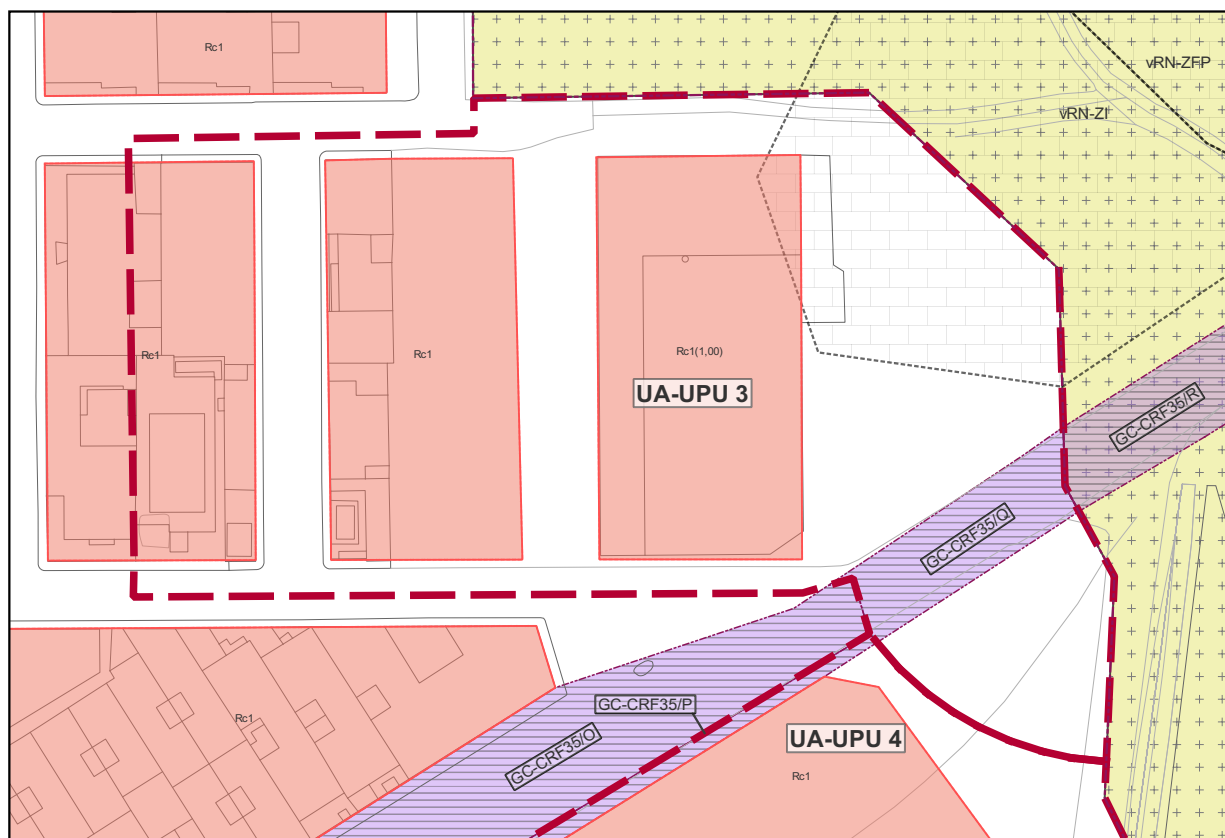 Rc1
vRN-ZFP
vRN-ZI
Rc1
Rc1
Rc1(1,00)
UA-UPU 3
GC-CRF35/R
GC-CRF35/Q
GC-CRF35/P
Rc1
GC-CRF35/O
UA-UPU 4
Rc1